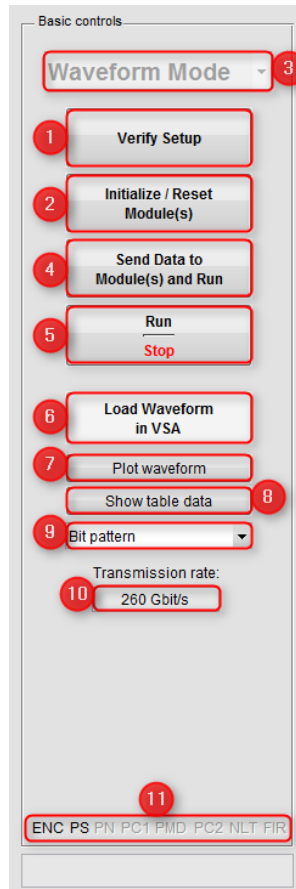 Basic controls
Waveform Mode
3
1
Verify Setup
2
Initialize / Reset
Module(s)
4
Send Data to
Module(s) and Run
5
Run
Stop
6
Load Waveform
in VSA
7
Plot waveform
Show table data
8
9
Bit pattern
Transmission rate:
10
260 Gbit/s
11
ENC PS PN PC1 PMD PC2 NLT FIR